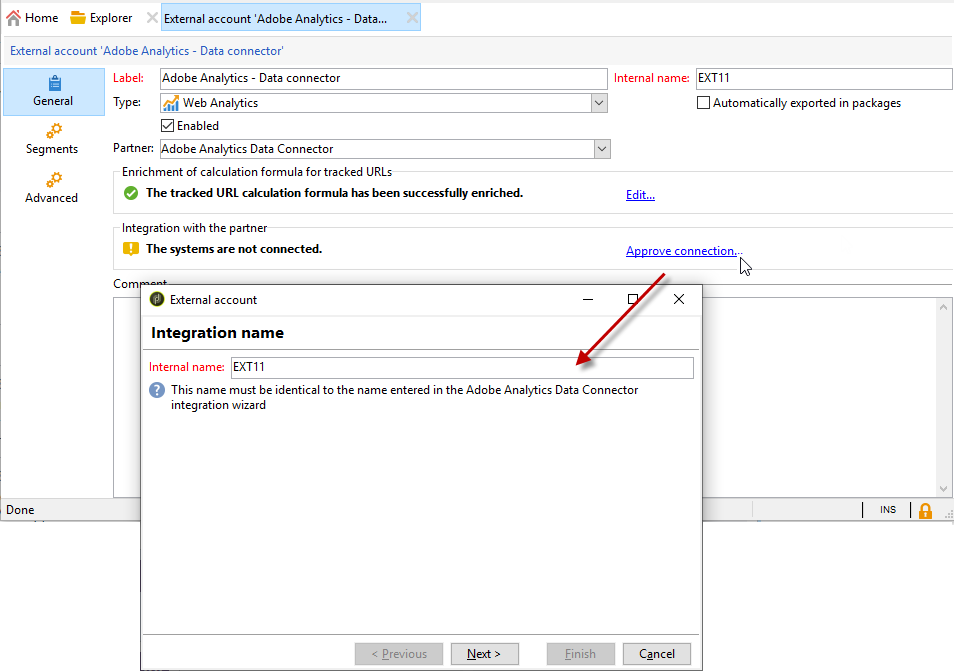 Home Explorer External account 'Adobe Analytics - Data...
External account 'Adobe Analytics - Data connector'
General
Segments
Advanced
Label: Adobe Analytics - Data connector Internal name: EXT11
Type: Web Analytics Automatically exported in packages
Enabled
Partner: Adobe Analytics Data Connector
Enrichment of calculation formula for tracked URLs
The tracked URL calculation formula has been successfully enriched. Edit...
Integration with the partner
The systems are not connected. Approve connection...
Comment
External account
Integration name
Internal name: EXT11
This name must be identical to the name entered in the Adobe Analytics Data Connector
integration wizard
< Previous Next > Finish Cancel
Done INS